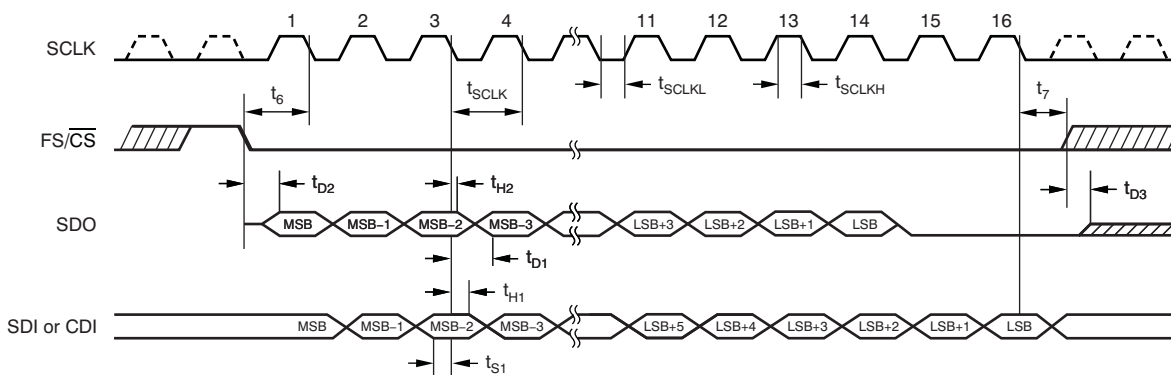 1 2 3 4 11 12 13 14 15 16
SCLK
t6 tSCLK tSCLKL tSCLKH t7
FS/CS
tD2 tH2 tD3
SDO MSB MSB–1 MSB–2 MSB–3 LSB+3 LSB+2 LSB+1 LSB
tD1
tH1
SDI or CDI MSB MSB–1 MSB–2 MSB–3 LSB+5 LSB+4 LSB+3 LSB+2 LSB+1 LSB
tS1